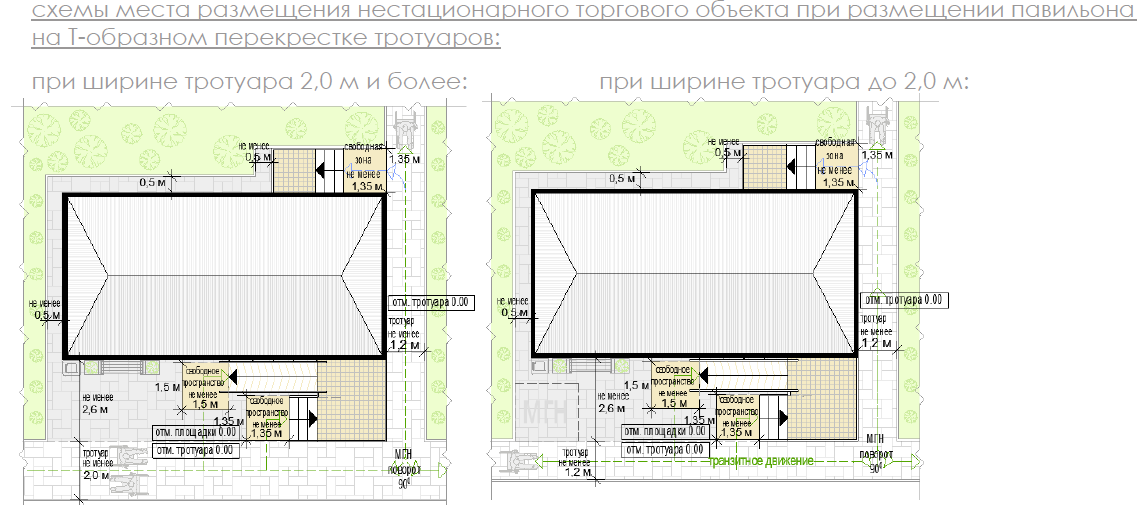 схемы места размещения нестационарного торгового объекта при размещении павильона
на Т-образном перекрестке тротуаров:
при ширине тротуара 2,0 м и более:
при ширине тротуара до 2,0 м:
не менее
0,5 м
свободная
зона
не менее
1,35 м
1,35 м
0,5 м
не менее
0,5 м
отм. тротуара 0.00
тротуар
не менее
1,2 м
свободное
пространство
не менее
1,5 м
1,5 м
не менее
2,6 м
свободное
пространство
не менее
1,35 м
1,35 м
отм. площадки 0.00
отм. тротуара 0.00
тротуар
не менее
2,0 м
МГН
поворот
90⁰
не менее
0,5 м
свободная
зона
не менее
1,35 м
1,35 м
0,5 м
не менее
0,5 м
отм. тротуара 0.00
тротуар
не менее
1,2 м
свободное
пространство
не менее
1,5 м
1,5 м
не менее
2,6 м
МГН
свободное
пространство
не менее
1,35 м
1,35 м
отм. площадки 0.00
отм. тротуара 0.00
транзитное движение
тротуар
не менее
1,2 м
МГН
поворот
90⁰